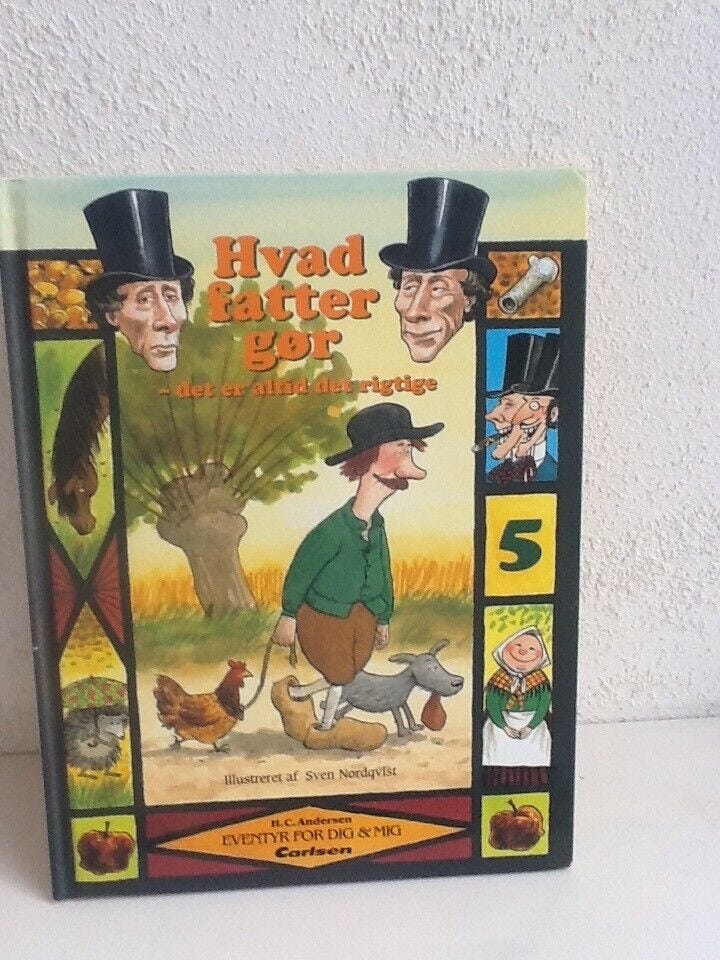 Hvad
fatter
gør
- det er altid det rigtige
5
Illustreret af Sven Nordqvist
H.C. Andersen
EVENTYR FOR DIG & MIG
Carlsen